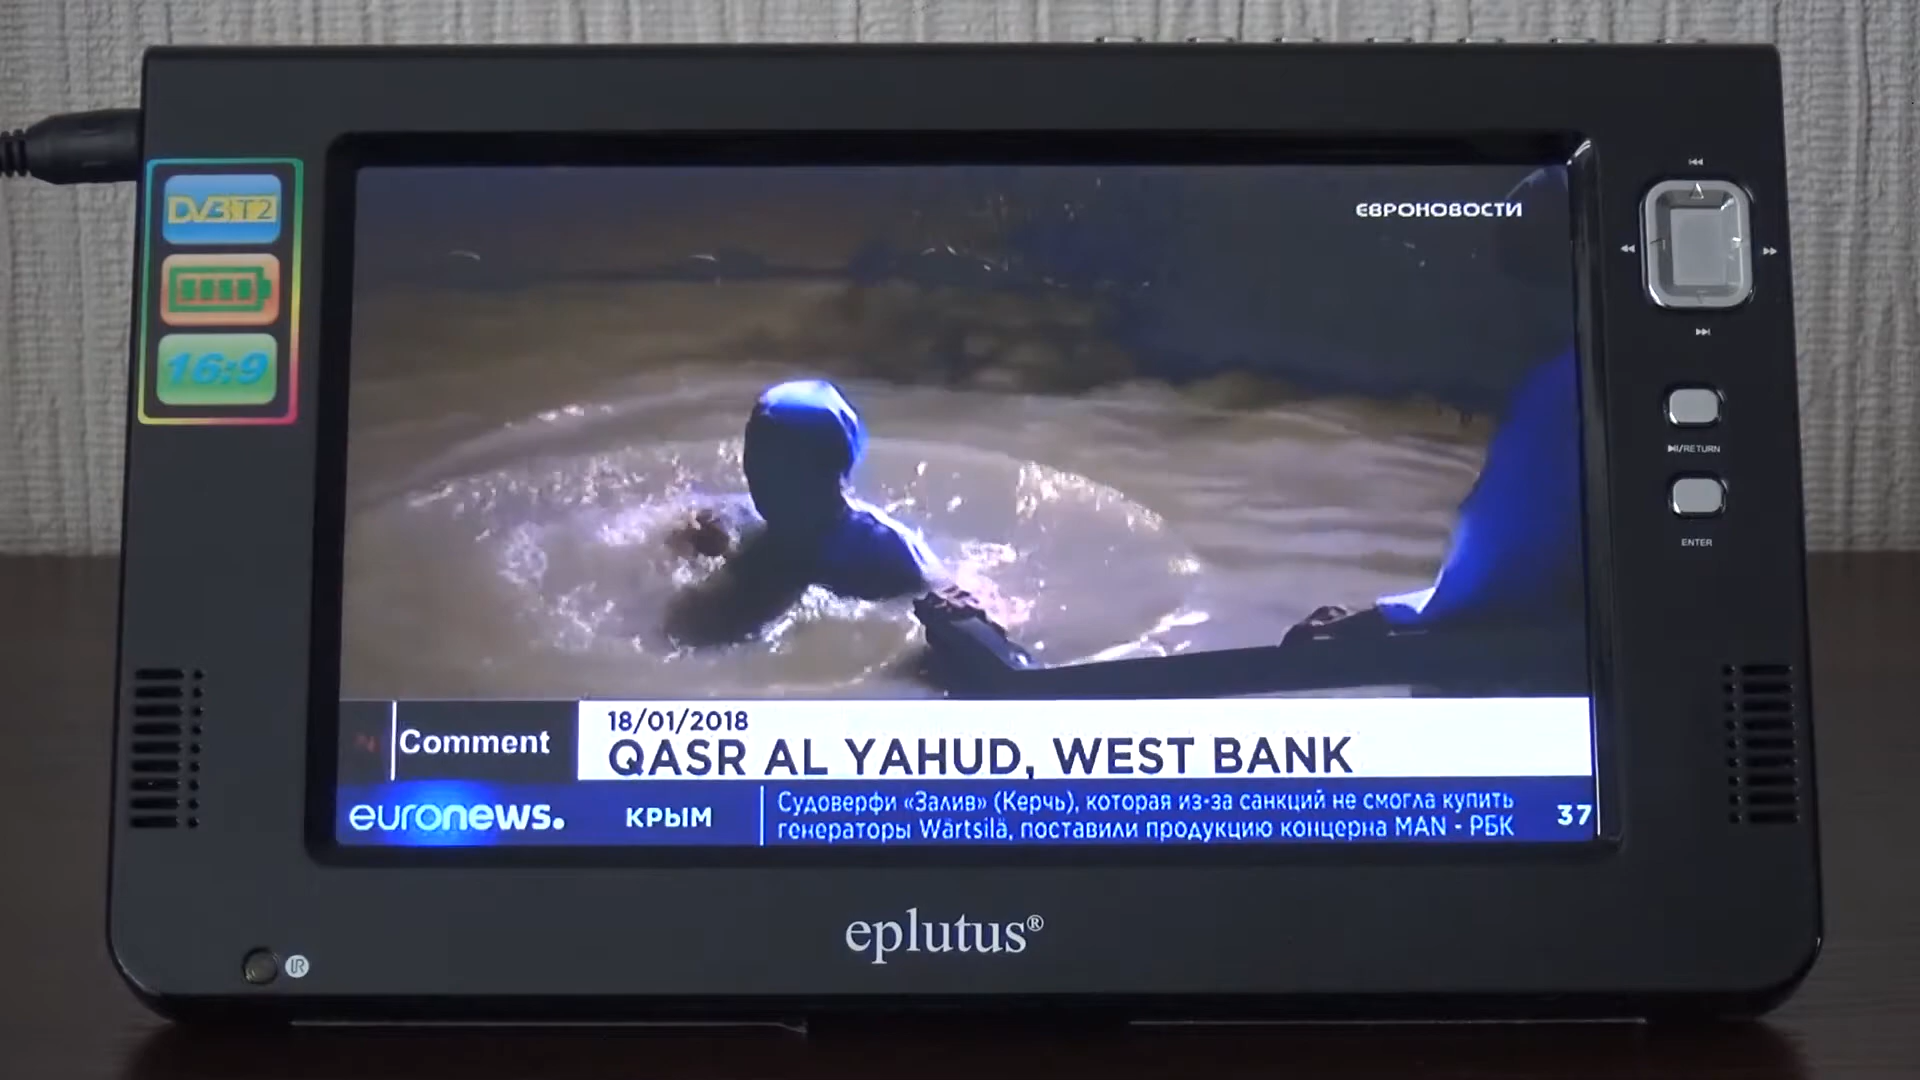 DVB T2
16:9
ЕВРОНОВОСТИ
Comment
18/01/2018
QASR AL YAHUD, WEST BANK
euronews.
КРЫМ
Судоверфи «Залив» (Керчь), которая из-за санкций не смогла купить
генераторы Wärtsilä, поставили продукцию концерна MAN - РБК
37
/RETURN
ENTER
eplutus®
IR